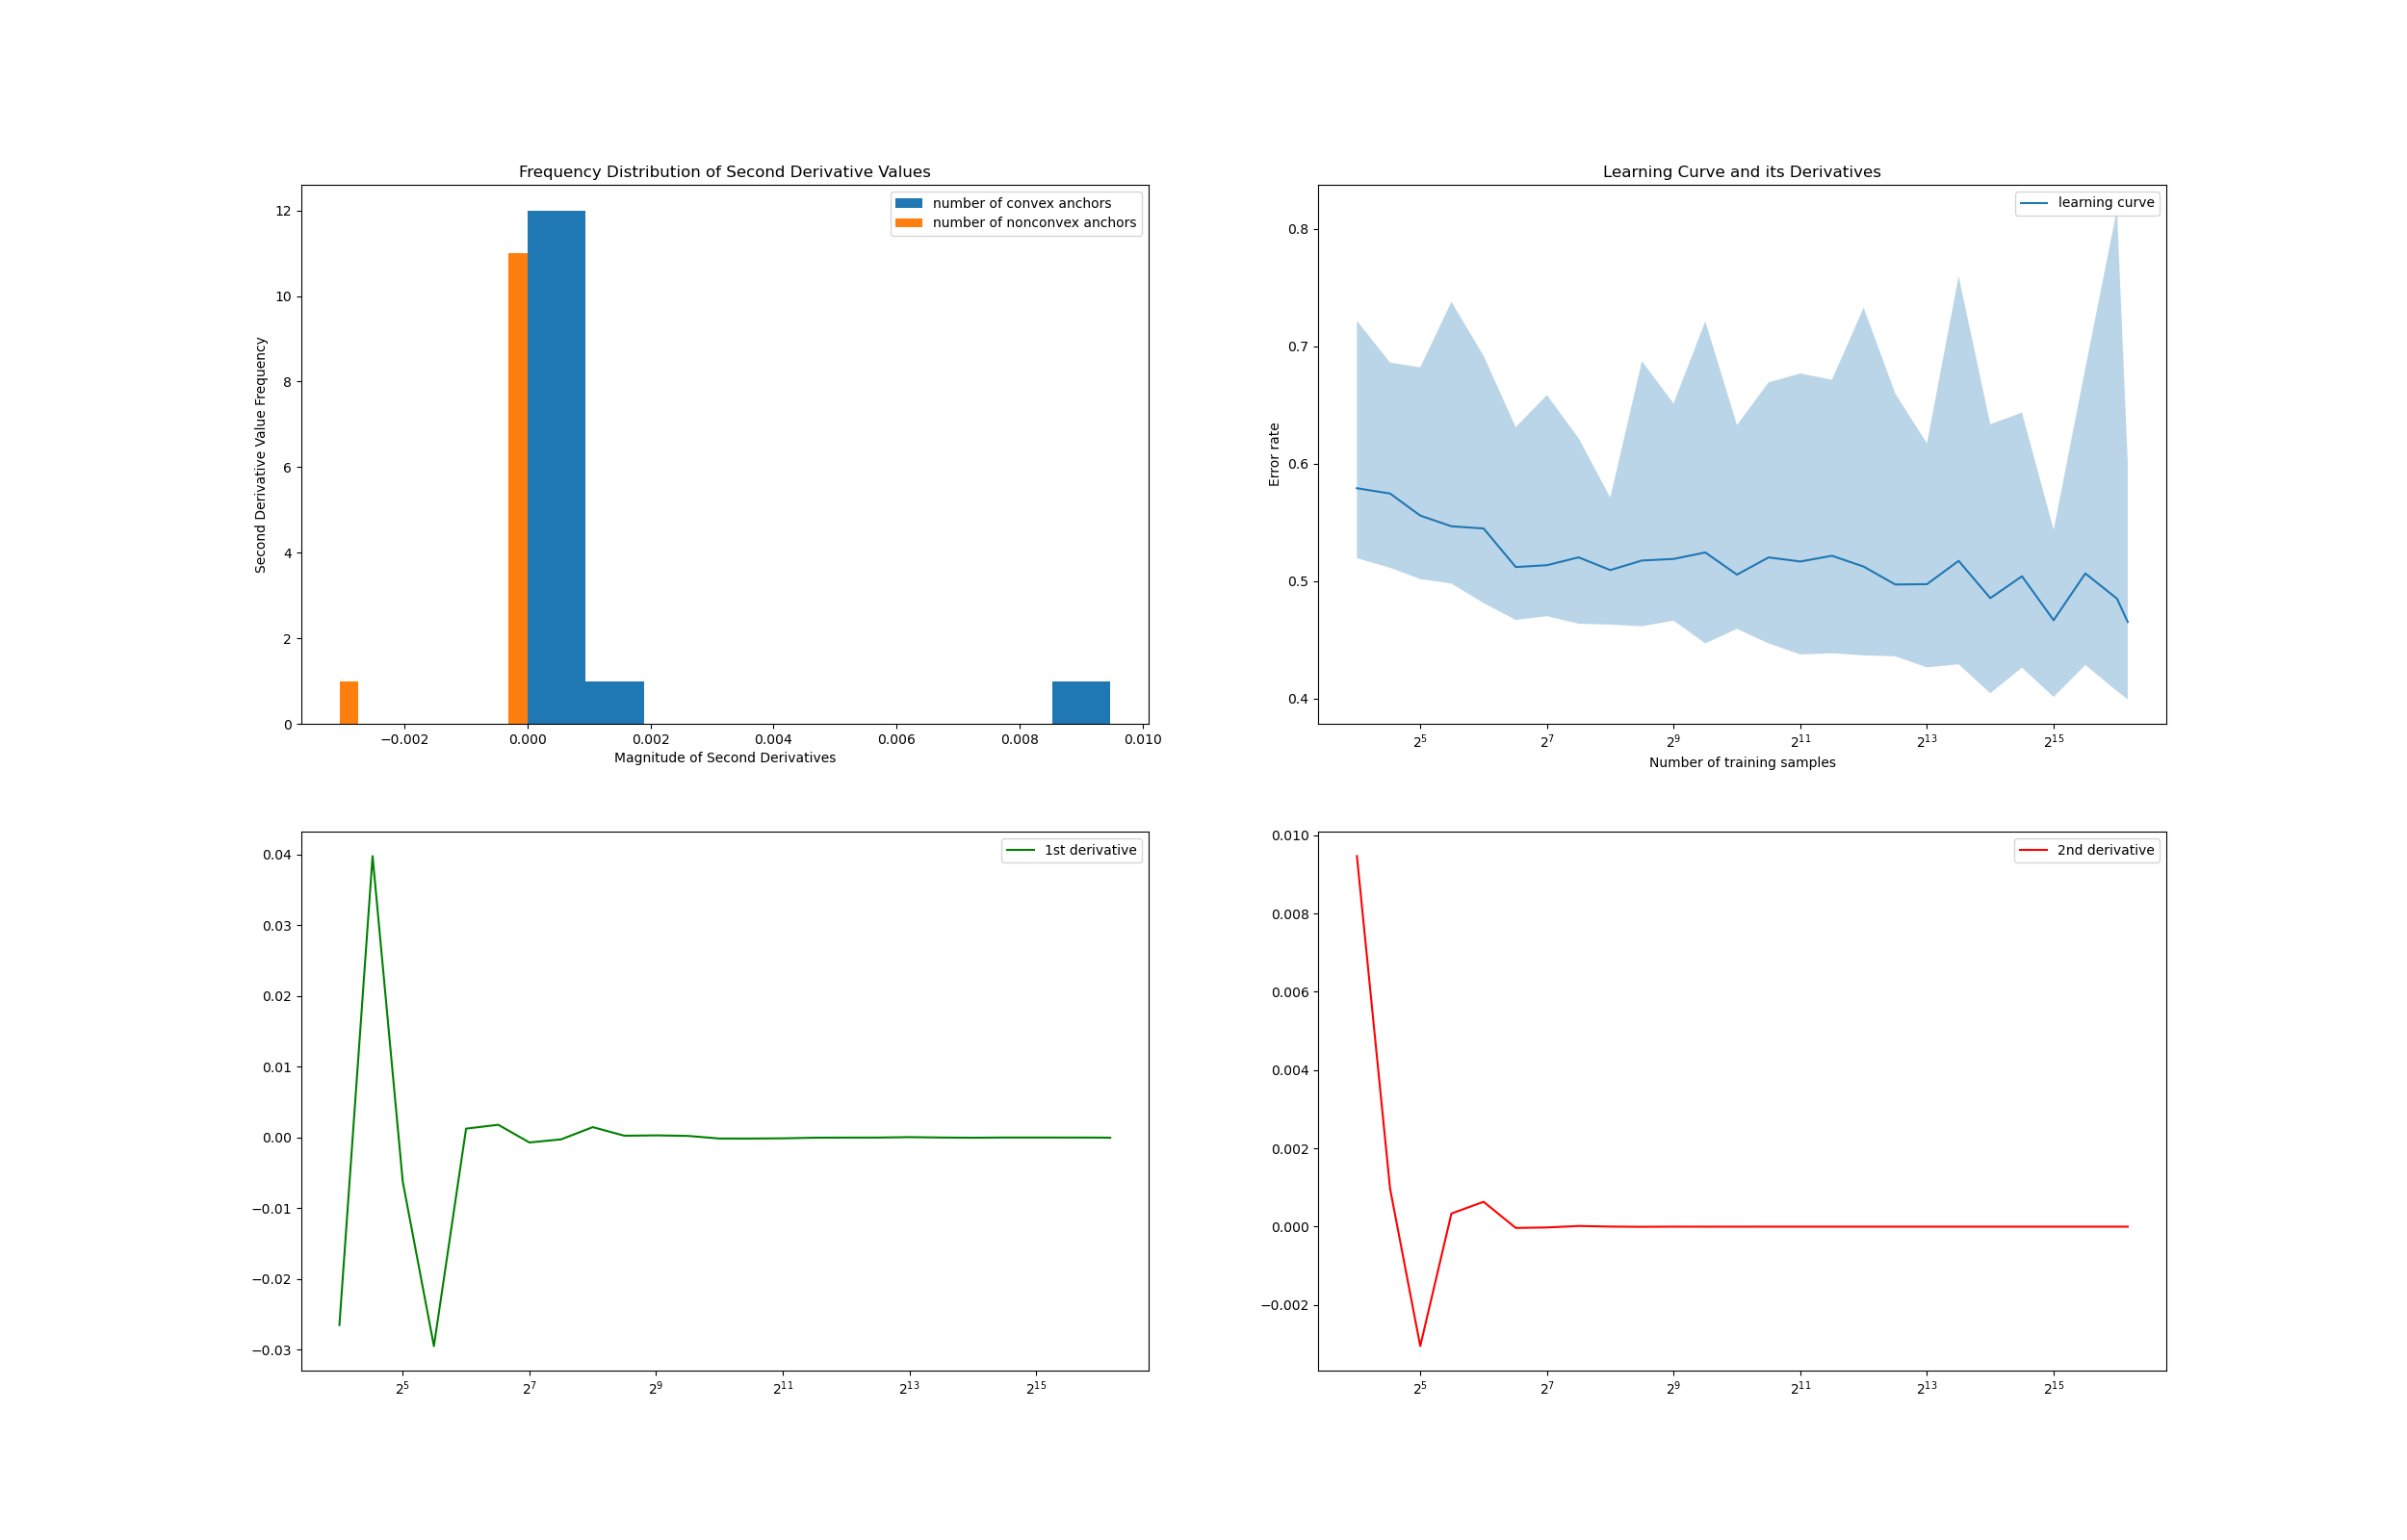 Frequency Distribution of Second Derivative Values
number of convex anchors
number of nonconvex anchors
Second Derivative Value Frequency
12
10
8
6
4
2
0
−0.002 0.000 0.002 0.004 0.006 0.008 0.010
Magnitude of Second Derivatives
Learning Curve and its Derivatives
learning curve
Error rate
0.8
0.7
0.6
0.5
0.4
2^5 2^7 2^9 2^11 2^13 2^15
Number of training samples
1st derivative
0.04
0.03
0.02
0.01
0.00
−0.01
−0.02
−0.03
2^5 2^7 2^9 2^11 2^13 2^15
2nd derivative
0.010
0.008
0.006
0.004
0.002
0.000
−0.002
2^5 2^7 2^9 2^11 2^13 2^15